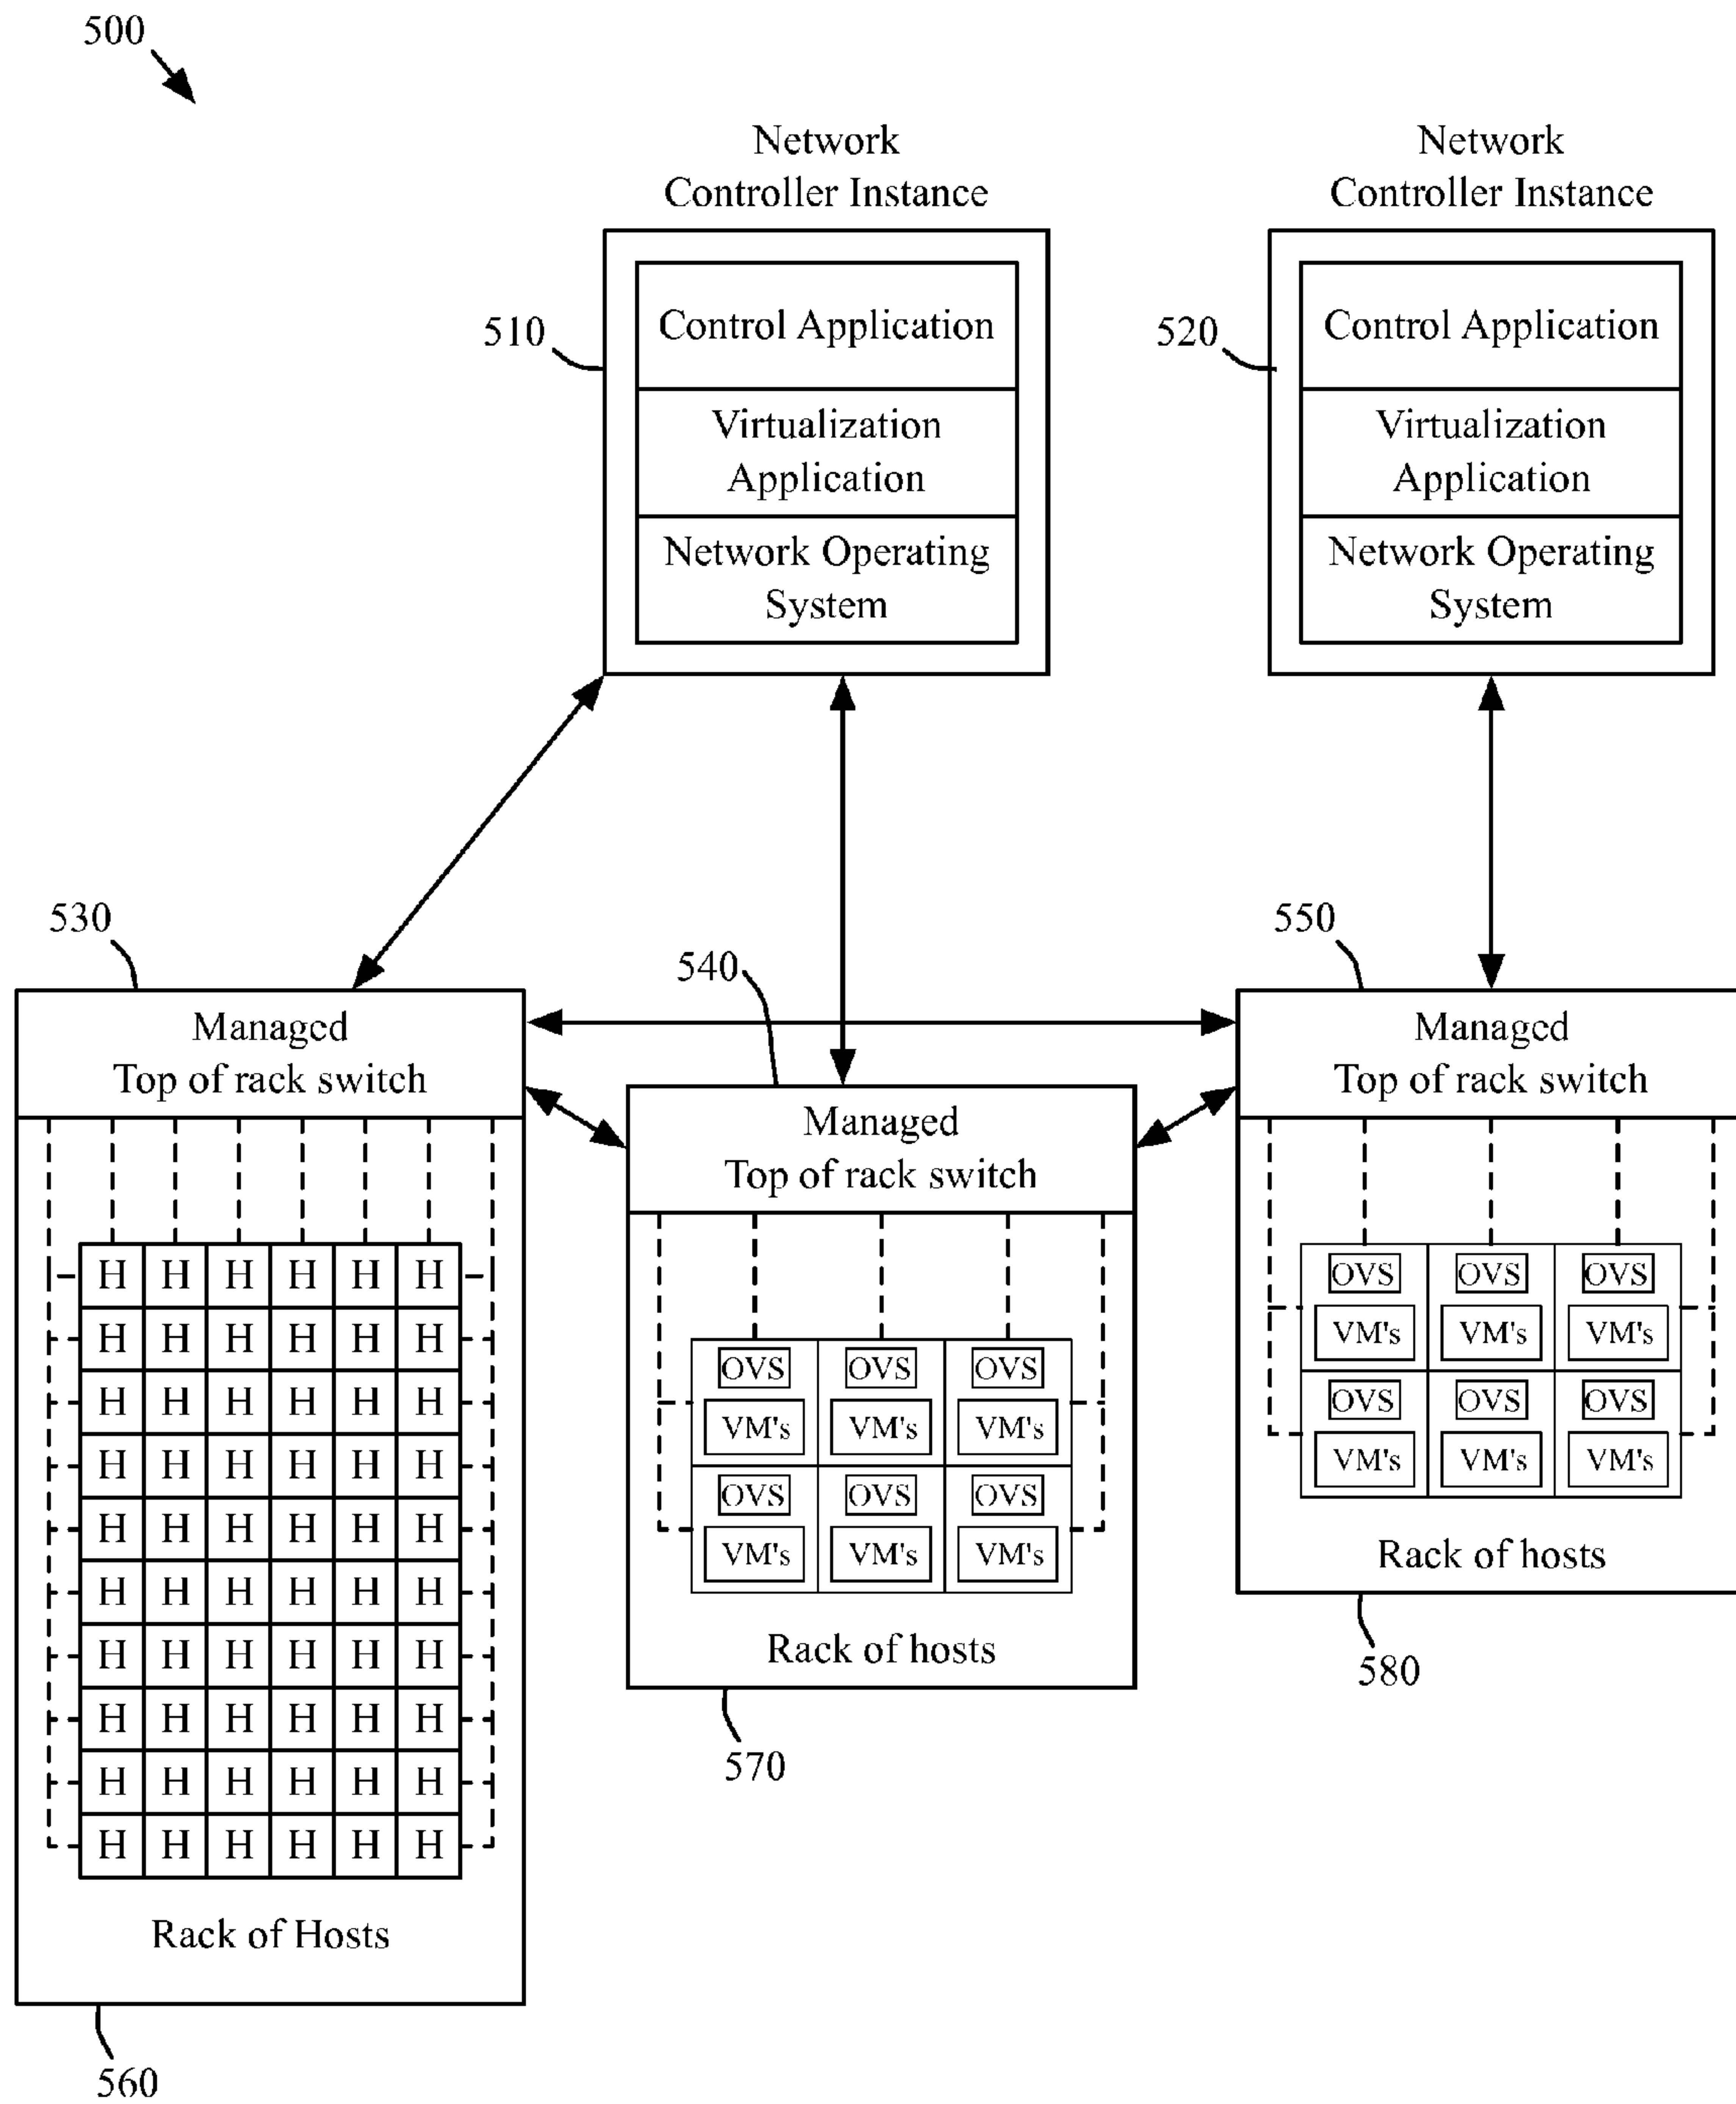 500
Network
Controller Instance
Network
Controller Instance
510
Control Application
Virtualization
Application
Network Operating
System
520
Control Application
Virtualization
Application
Network Operating
System
530
Managed
Top of rack switch
H H H H H H
H H H H H H
H H H H H H
H H H H H H
H H H H H H
H H H H H H
H H H H H H
H H H H H H
H H H H H H
H H H H H H
Rack of Hosts
560
540
Managed
Top of rack switch
OVS OVS OVS
VM's VM's VM's
OVS OVS OVS
VM's VM's VM's
Rack of hosts
570
550
Managed
Top of rack switch
OVS OVS OVS
VM's VM's VM's
OVS OVS OVS
VM's VM's VM's
Rack of hosts
580